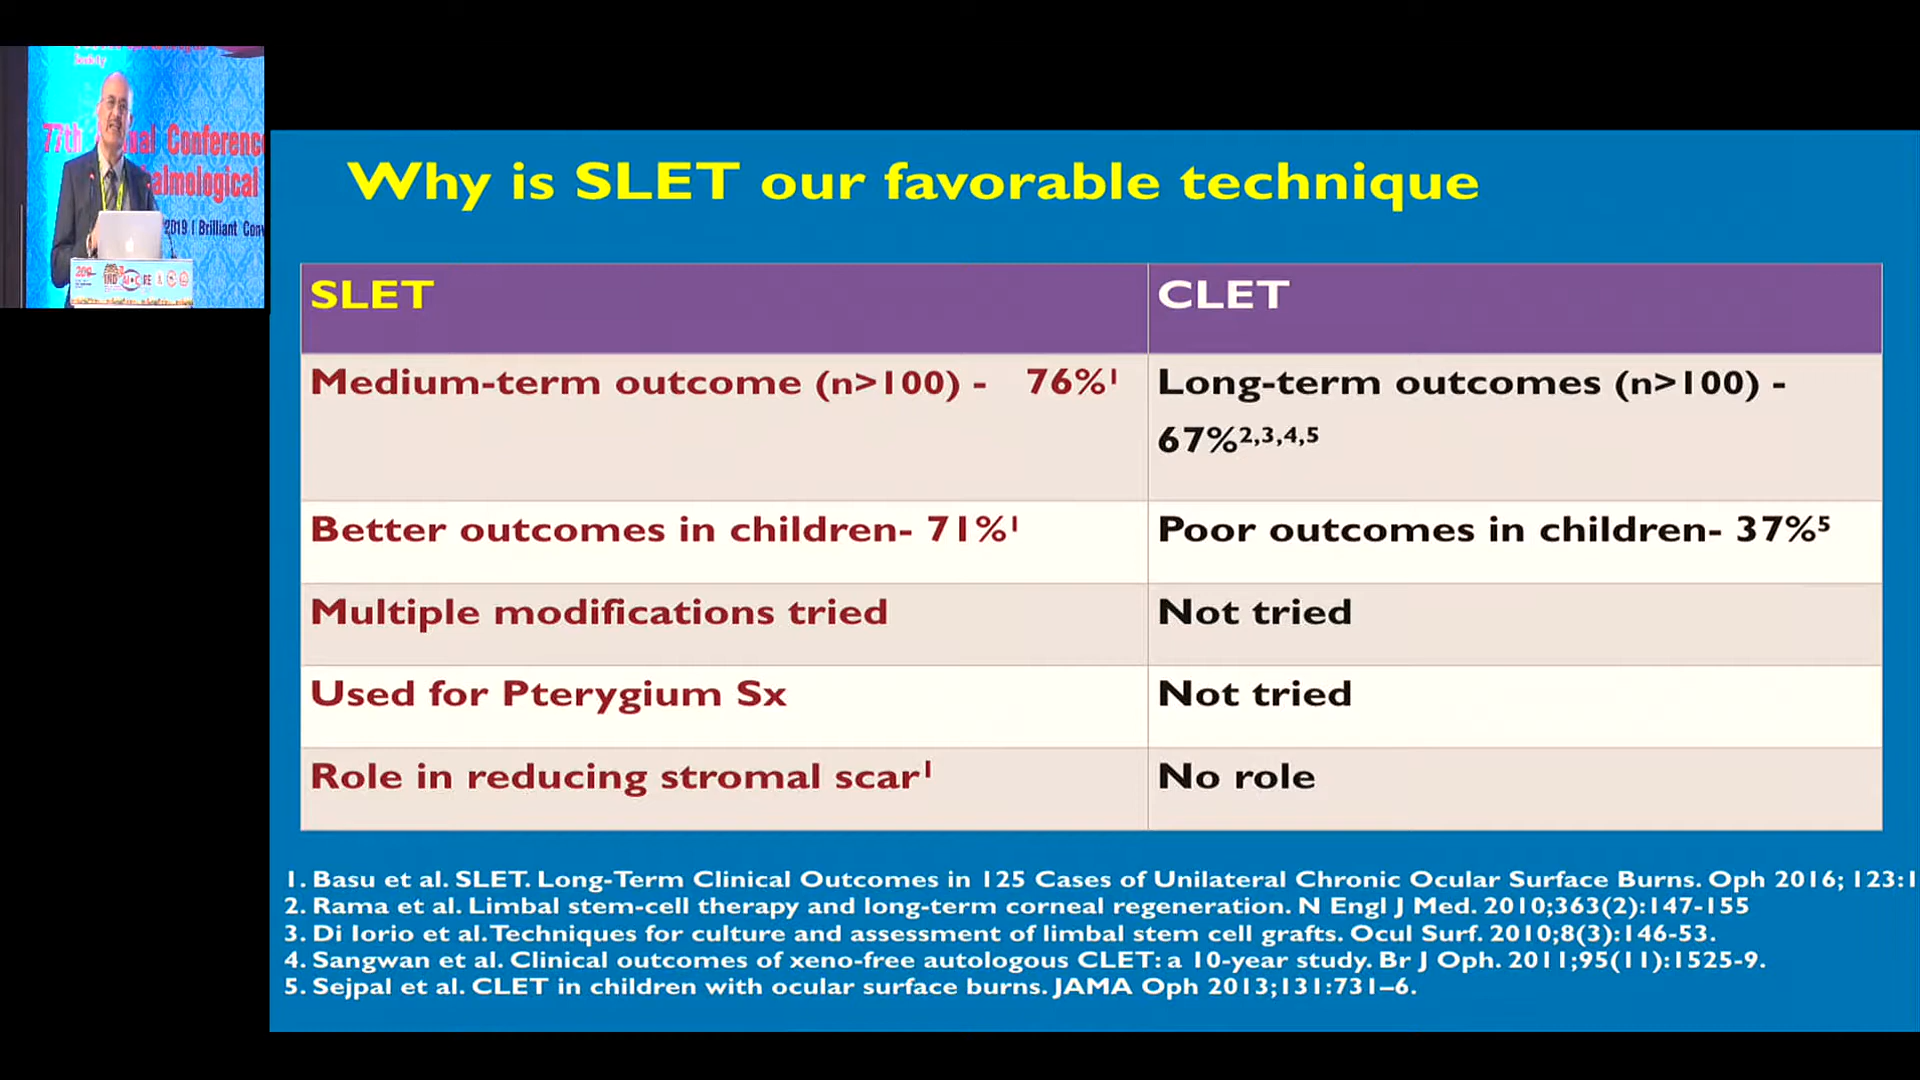 Society
77th Annual Conference
Ophthalmological
2019 | Brilliant Conv
Why is SLET our favorable technique
SLET
CLET
Medium-term outcome (n>100) - 76%¹
Long-term outcomes (n>100) -
67%²,³,⁴,⁵
Better outcomes in children- 71%¹
Poor outcomes in children- 37%⁵
Multiple modifications tried
Not tried
Used for Pterygium Sx
Not tried
Role in reducing stromal scar¹
No role
1. Basu et al. SLET. Long-Term Clinical Outcomes in 125 Cases of Unilateral Chronic Ocular Surface Burns. Oph 2016; 123:1
2. Rama et al. Limbal stem-cell therapy and long-term corneal regeneration. N Engl J Med. 2010;363(2):147-155
3. Di Iorio et al.Techniques for culture and assessment of limbal stem cell grafts. Ocul Surf. 2010;8(3):146-53.
4. Sangwan et al. Clinical outcomes of xeno-free autologous CLET: a 10-year study. Br J Oph. 2011;95(11):1525-9.
5. Sejpal et al. CLET in children with ocular surface burns. JAMA Oph 2013;131:731–6.